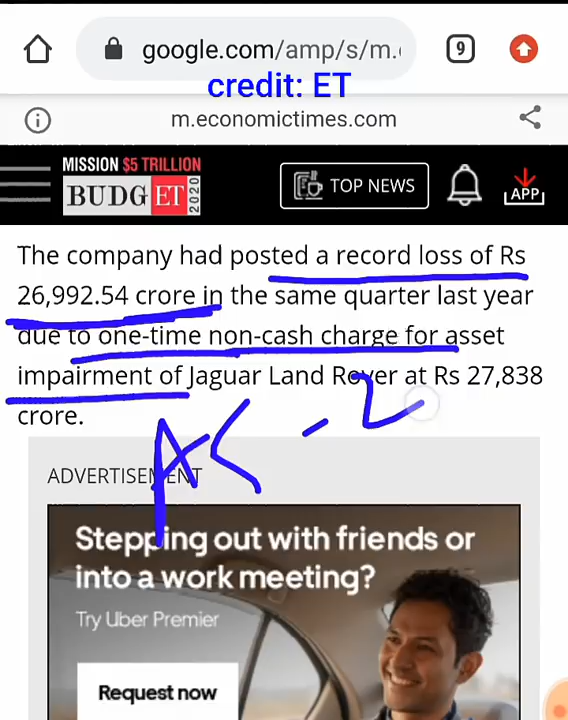 9
google.com/amp/s/m.
credit: ET
m.economictimes.com
MISSION $5 TRILLION
BUDGET 2020
TOP NEWS
APP
The company had posted a record loss of Rs
26,992.54 crore in the same quarter last year
due to one-time non-cash charge for asset
impairment of Jaguar Land Rover at Rs 27,838
crore.
AS - 2
ADVERTISEMENT
Stepping out with friends or
into a work meeting?
Try Uber Premier
Request now